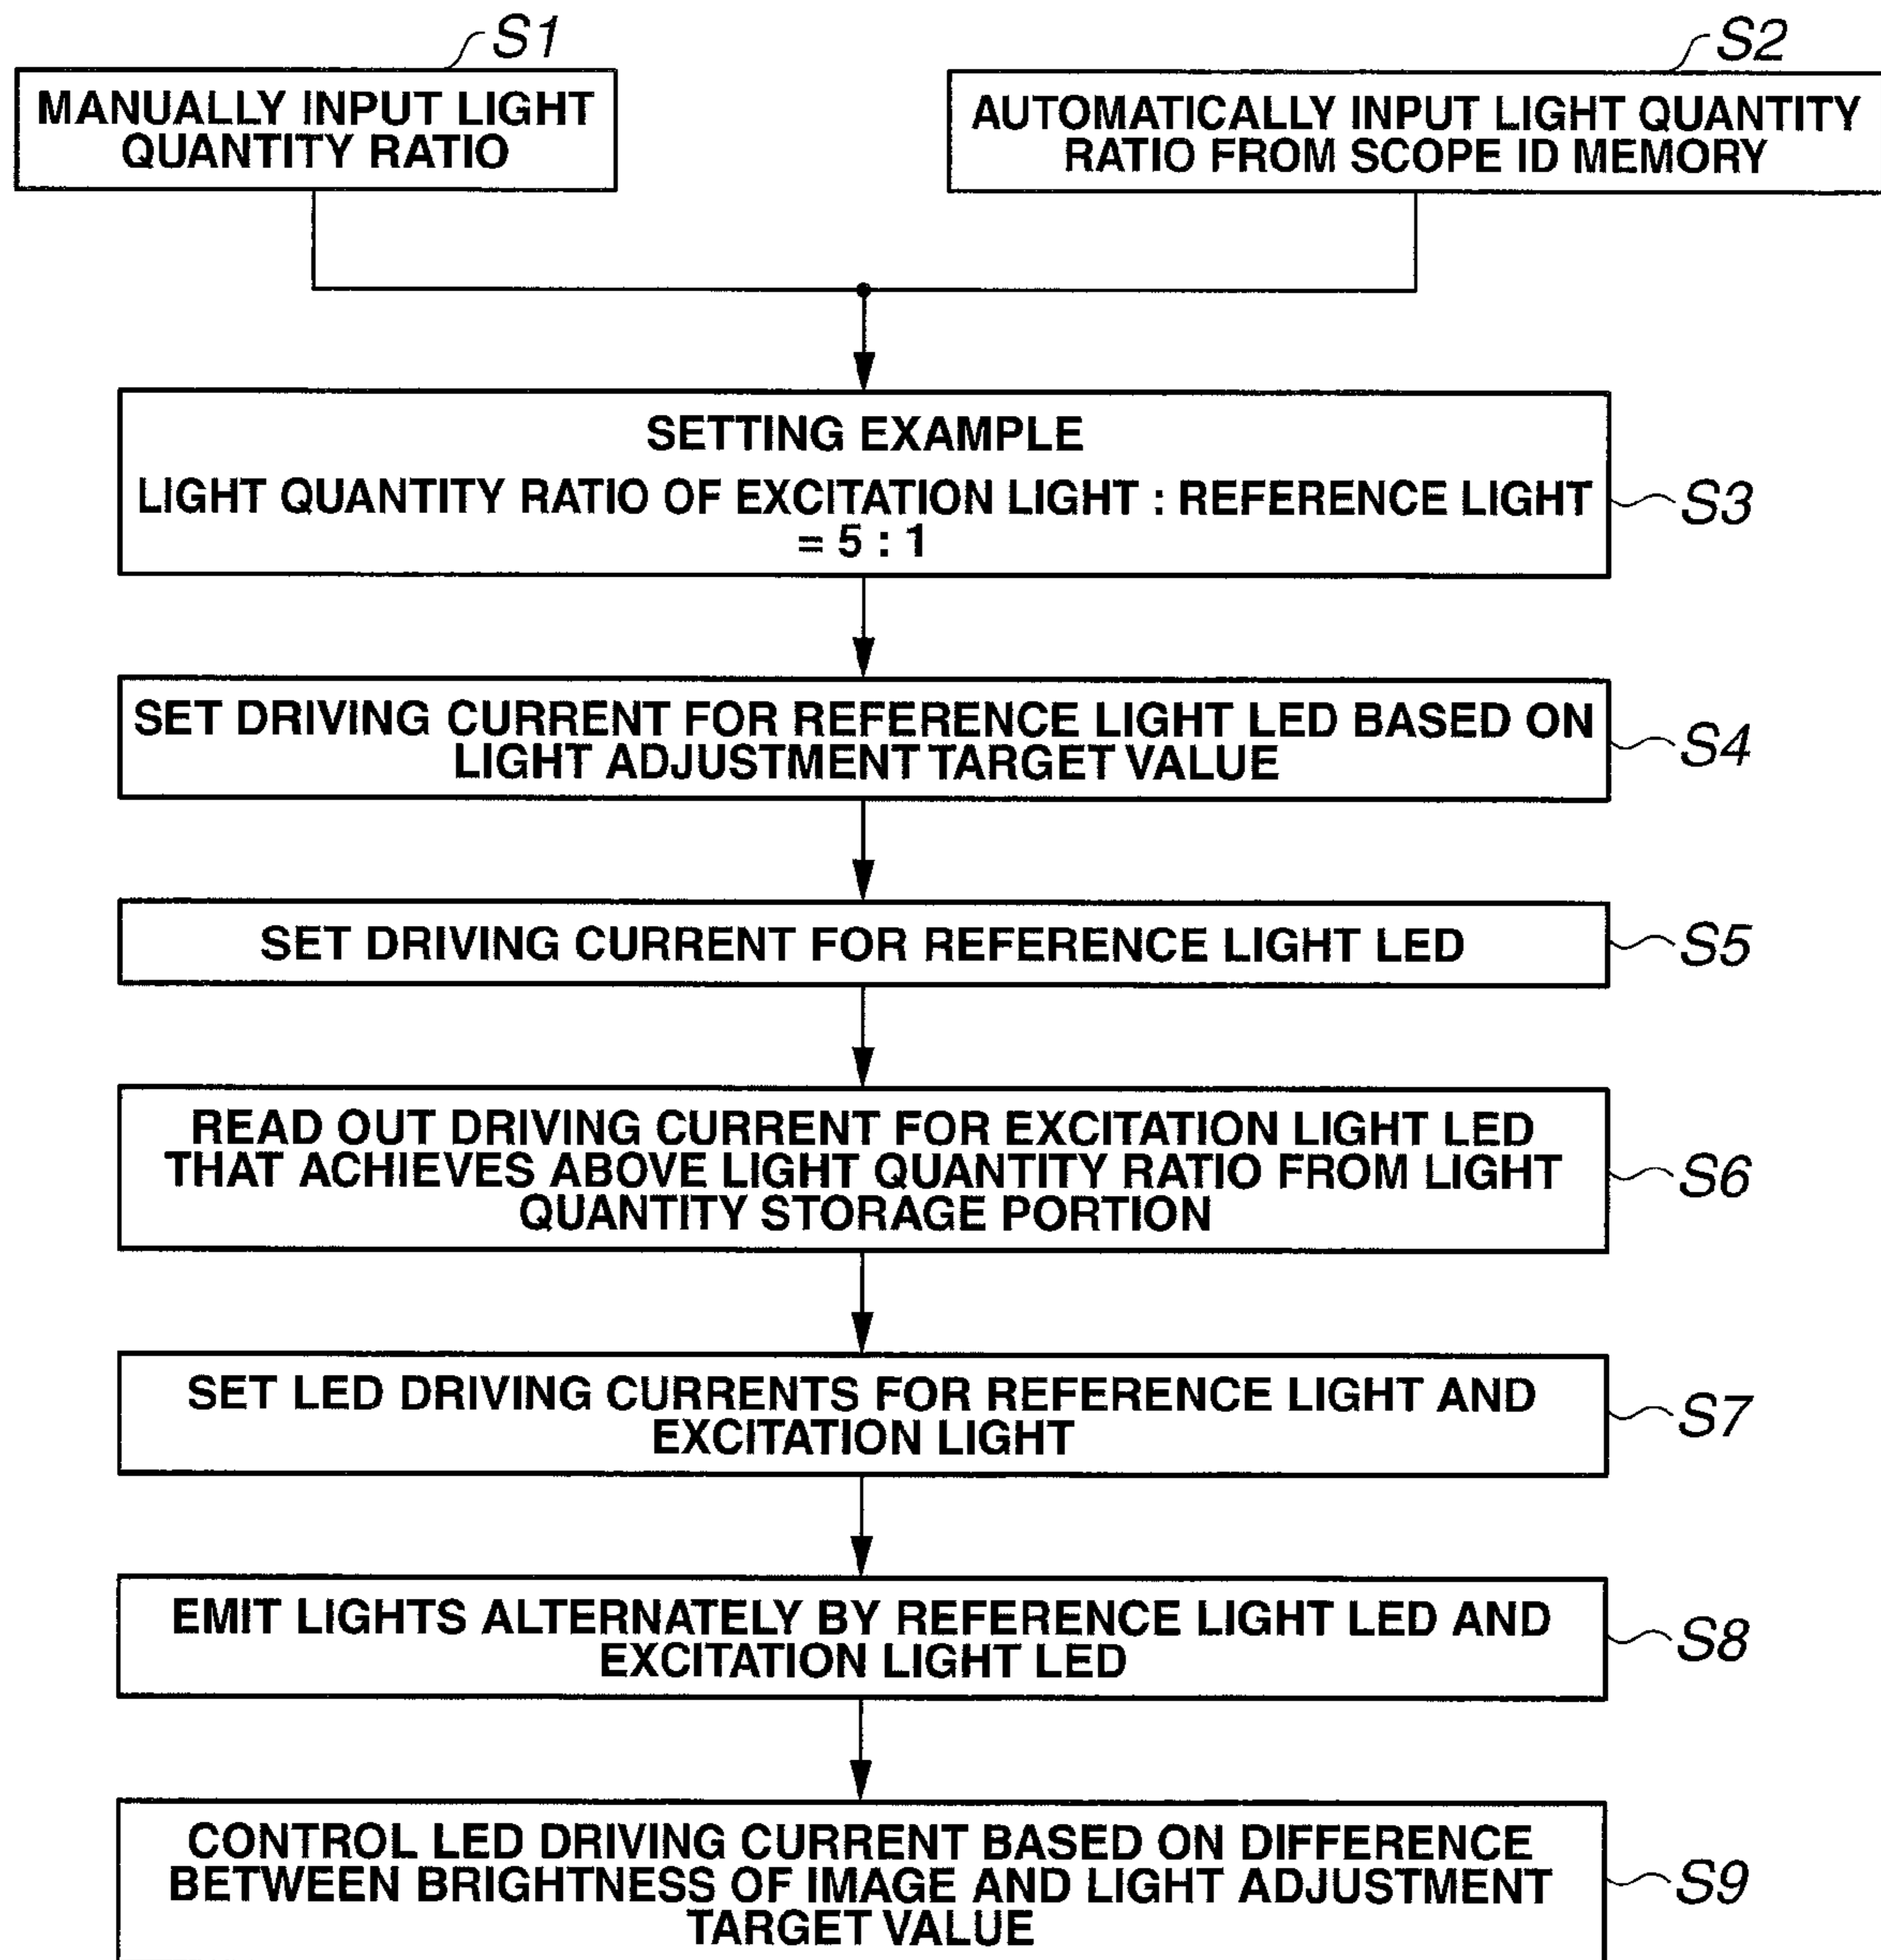 S1
MANUALLY INPUT LIGHT
QUANTITY RATIO
S2
AUTOMATICALLY INPUT LIGHT QUANTITY
RATIO FROM SCOPE ID MEMORY
SETTING EXAMPLE
LIGHT QUANTITY RATIO OF EXCITATION LIGHT : REFERENCE LIGHT
= 5 : 1
S3
SET DRIVING CURRENT FOR REFERENCE LIGHT LED BASED ON
LIGHT ADJUSTMENT TARGET VALUE
S4
SET DRIVING CURRENT FOR REFERENCE LIGHT LED
S5
READ OUT DRIVING CURRENT FOR EXCITATION LIGHT LED
THAT ACHIEVES ABOVE LIGHT QUANTITY RATIO FROM LIGHT
QUANTITY STORAGE PORTION
S6
SET LED DRIVING CURRENTS FOR REFERENCE LIGHT AND
EXCITATION LIGHT
S7
EMIT LIGHTS ALTERNATELY BY REFERENCE LIGHT LED AND
EXCITATION LIGHT LED
S8
CONTROL LED DRIVING CURRENT BASED ON DIFFERENCE
BETWEEN BRIGHTNESS OF IMAGE AND LIGHT ADJUSTMENT
TARGET VALUE
S9